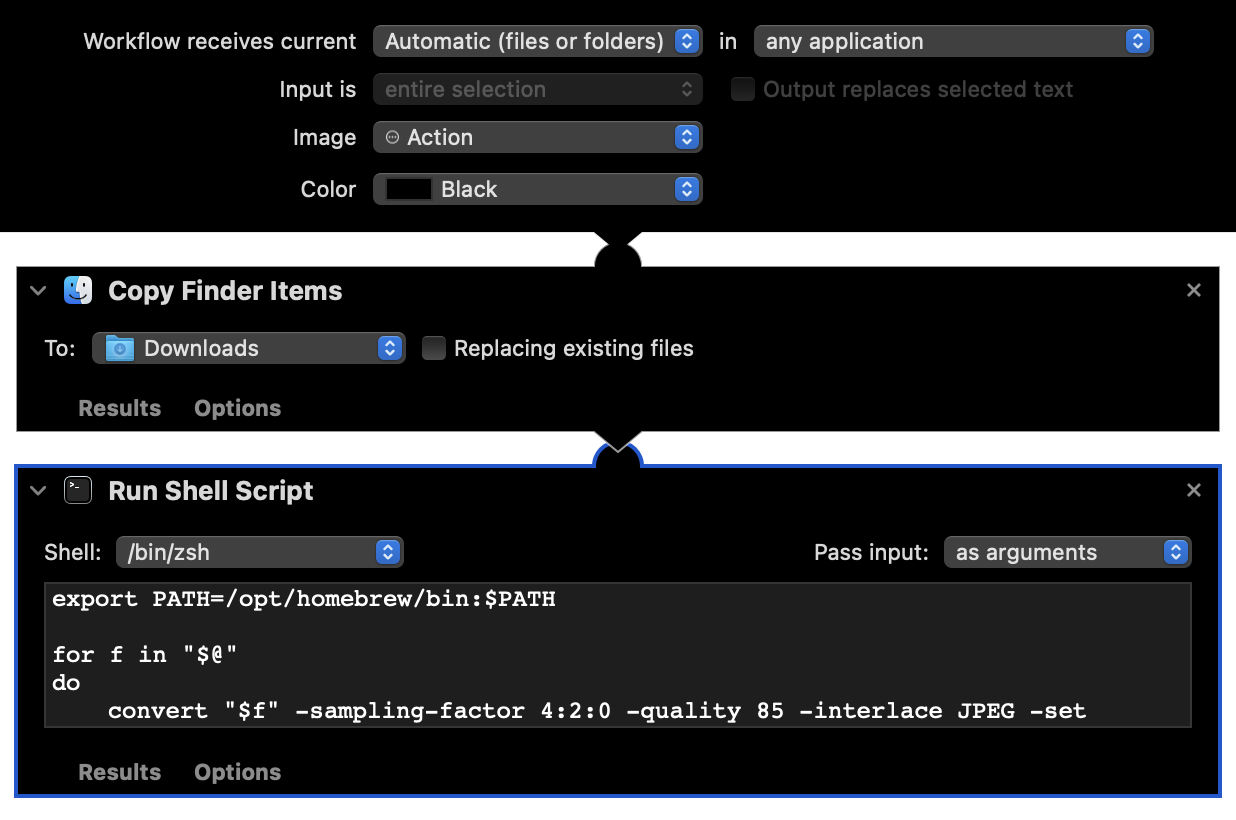 Workflow receives current Automatic (files or folders) in any application
Input is entire selection Output replaces selected text
Image Action
Color Black
Copy Finder Items
To: Downloads Replacing existing files
Results Options
Run Shell Script
Shell: /bin/zsh Pass input: as arguments
export PATH=/opt/homebrew/bin:$PATH
for f in "$@"
do
convert "$f" -sampling-factor 4:2:0 -quality 85 -interlace JPEG -set
Results Options